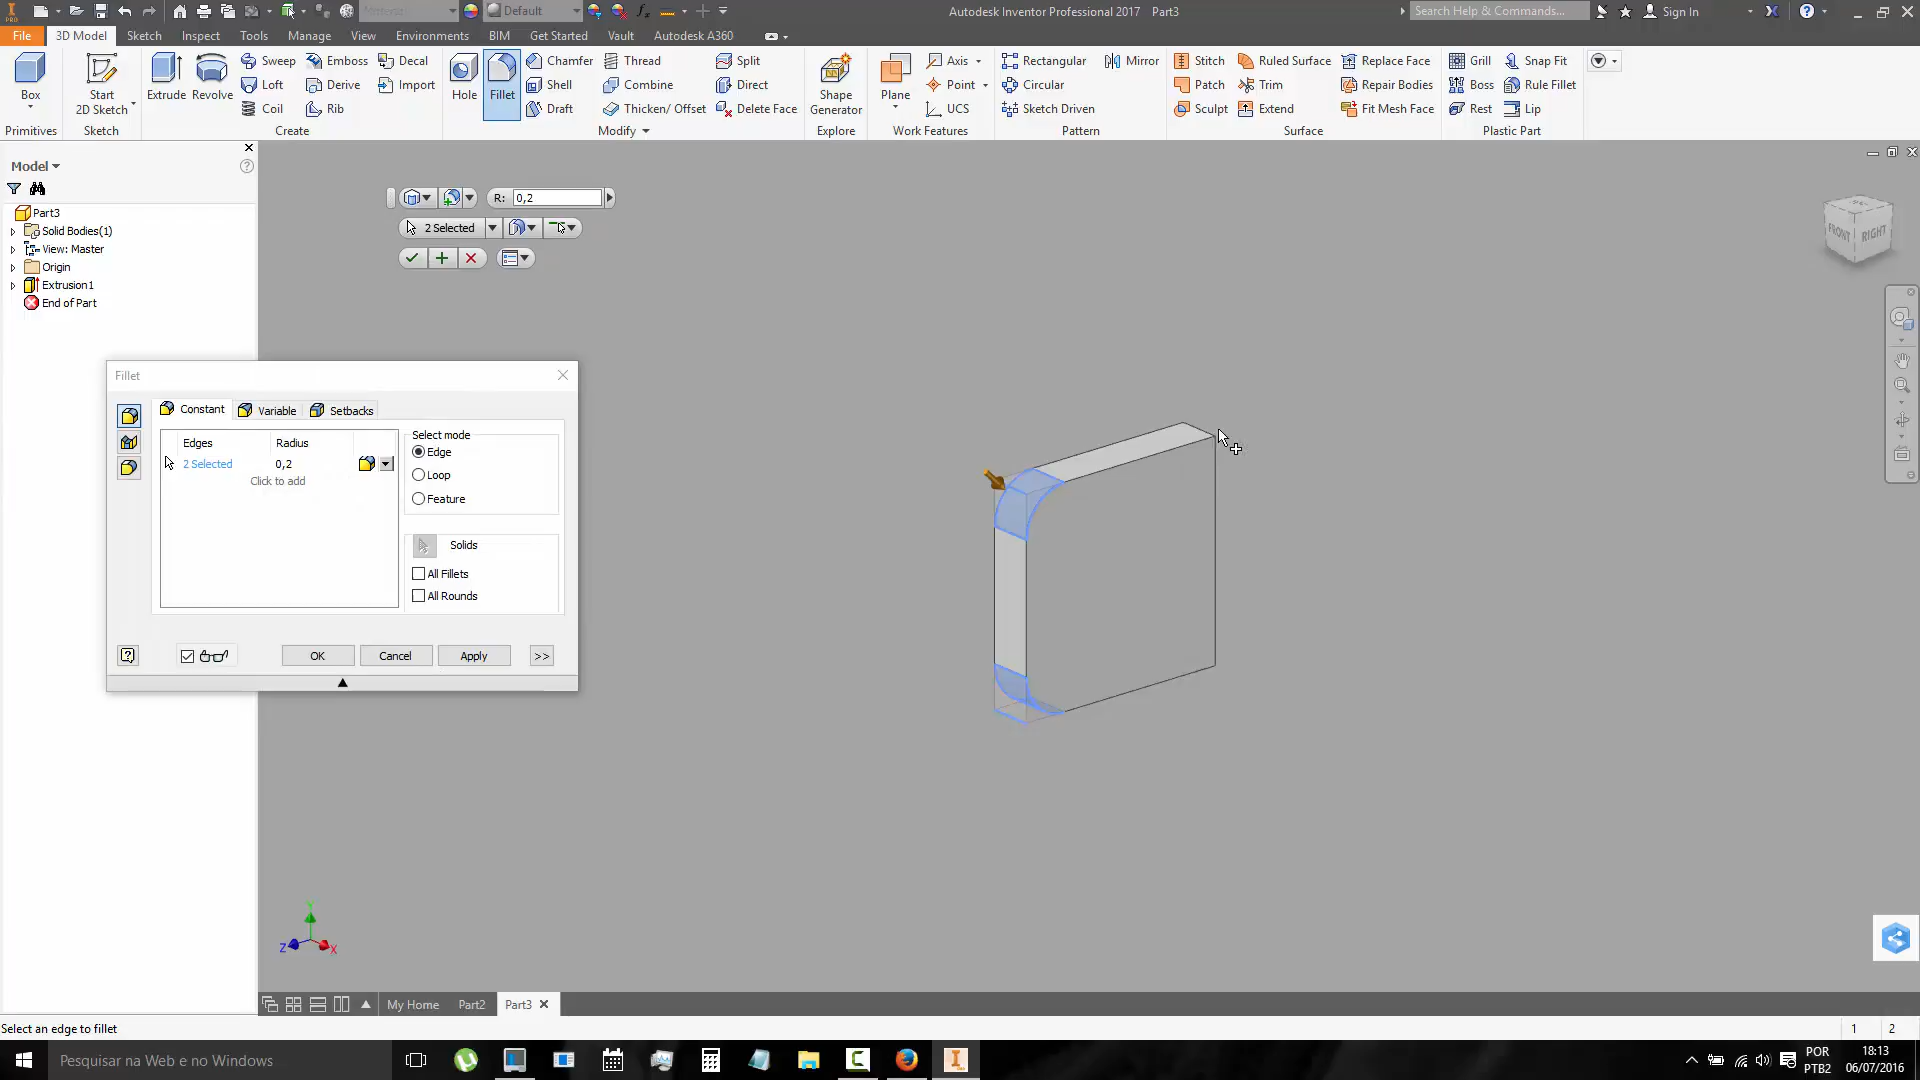 Material
Default
Autodesk Inventor Professional 2017 Part3
Search Help & Commands...
Sign In
File
3D Model
Sketch
Inspect
Tools
Manage
View
Environments
BIM
Get Started
Vault
Autodesk A360
Box
Primitives
Start
2D Sketch
Sketch
Extrude
Revolve
Sweep
Loft
Coil
Emboss
Derive
Rib
Decal
Import
Create
Hole
Fillet
Chamfer
Shell
Draft
Thread
Combine
Thicken/ Offset
Split
Direct
Delete Face
Modify
Shape
Generator
Explore
Plane
Axis
Point
UCS
Work Features
Rectangular
Circular
Sketch Driven
Mirror
Pattern
Stitch
Patch
Sculpt
Ruled Surface
Trim
Extend
Replace Face
Repair Bodies
Fit Mesh Face
Surface
Grill
Boss
Rest
Snap Fit
Rule Fillet
Lip
Plastic Part
Model
Part3
Solid Bodies(1)
View: Master
Origin
Extrusion1
End of Part
R: 0,2
2 Selected
FRONT
RIGHT
Fillet
Constant
Variable
Setbacks
Edges Radius
2 Selected 0,2
Click to add
Select mode
Edge
Loop
Feature
Solids
All Fillets
All Rounds
OK
Cancel
Apply
>>
Y
Z
X
My Home
Part2
Part3
Select an edge to fillet
1 2
Pesquisar na Web e no Windows
POR
PTB2
18:13
06/07/2016